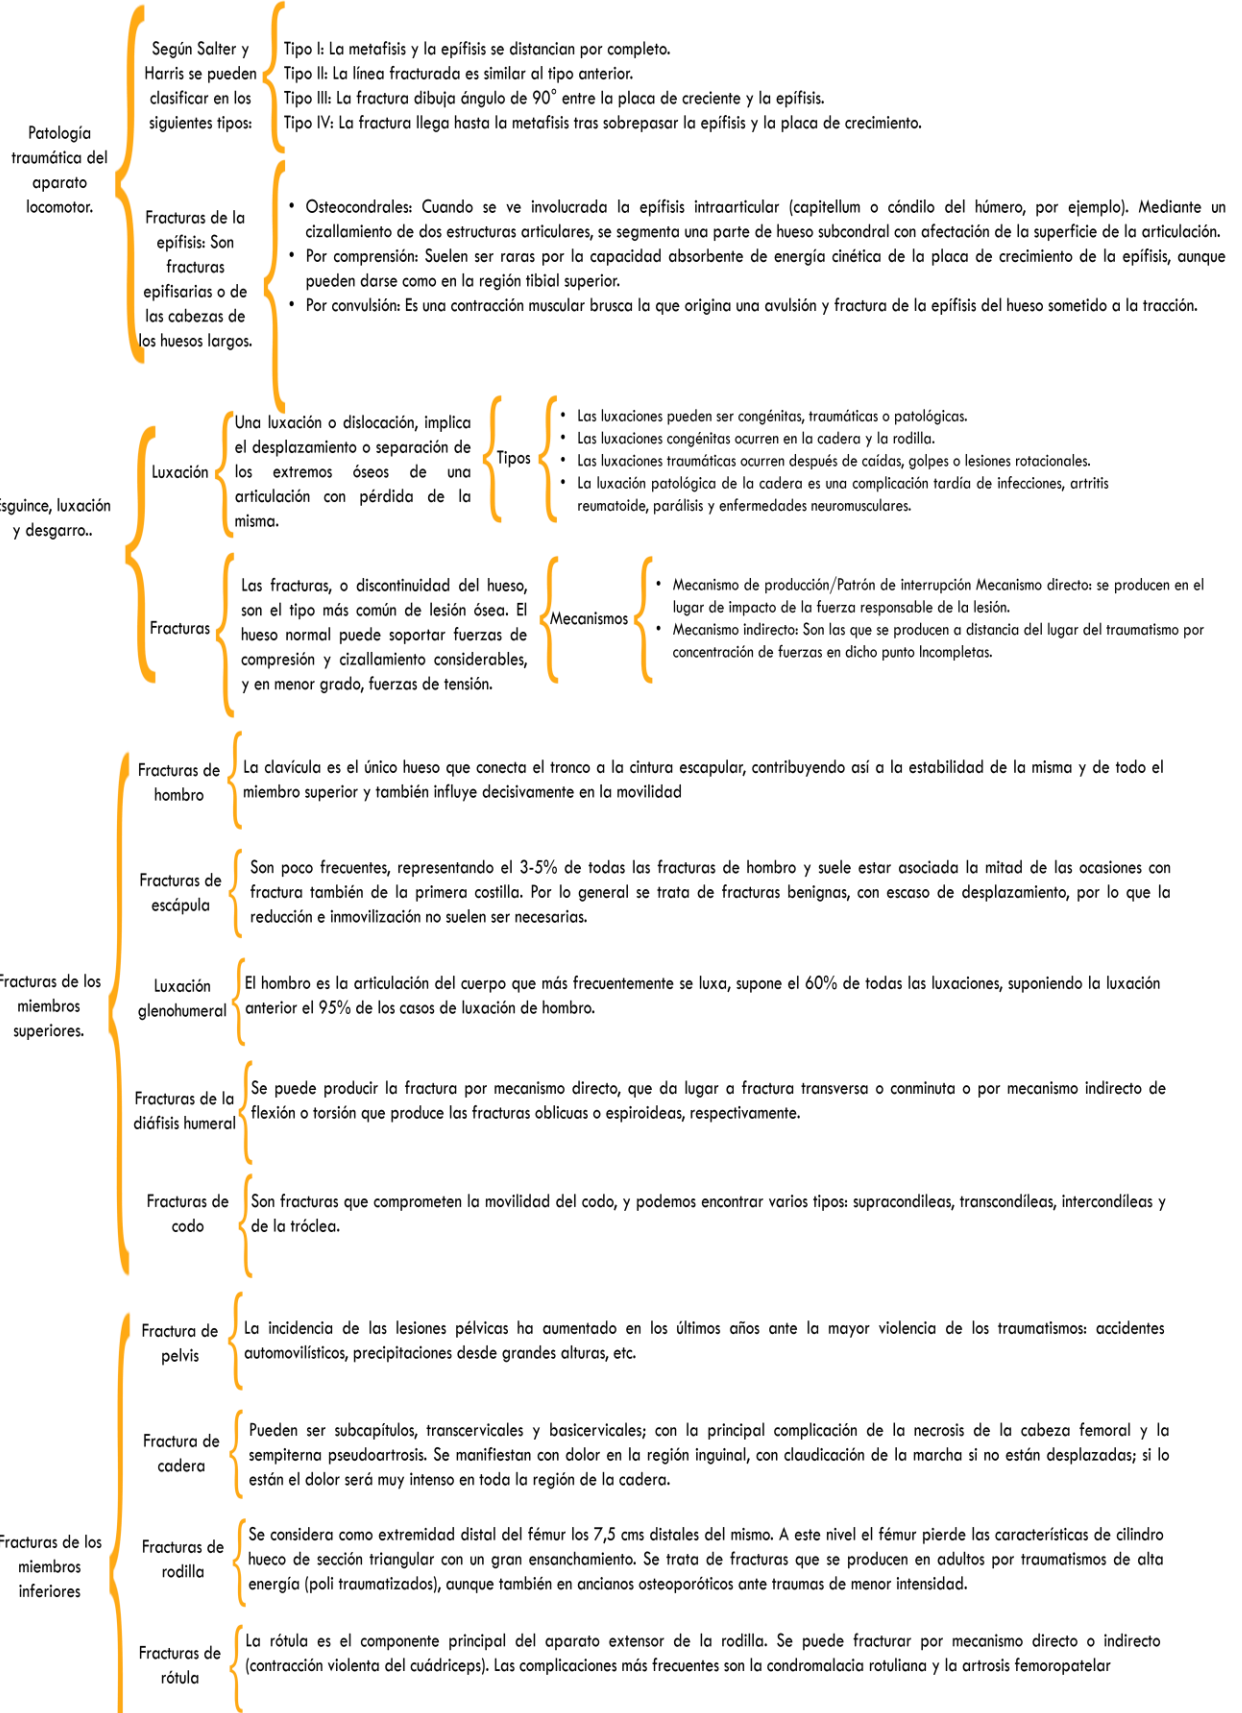 Patología
traumática del
aparato
locomotor.
Según Salter y
Harris se pueden
clasificar en los
siguientes tipos:
Tipo I: La metafisis y la epífisis se distancian por completo.
Tipo II: La línea fracturada es similar al tipo anterior.
Tipo III: La fractura dibuja ángulo de 90° entre la placa de creciente y la epífisis.
Tipo IV: La fractura llega hasta la metafisis tras sobrepasar la epífisis y la placa de crecimiento.
Fracturas de la
epífisis: Son
fracturas
epifisarias o de
las cabezas de
los huesos largos.
• Osteocondrales: Cuando se ve involucrada la epífisis intraarticular (capitellum o cóndilo del húmero, por ejemplo). Mediante un
cizallamiento de dos estructuras articulares, se segmenta una parte de hueso subcondral con afectación de la superficie de la articulación.
• Por comprensión: Suelen ser raras por la capacidad absorbente de energía cinética de la placa de crecimiento de la epífisis, aunque
pueden darse como en la región tibial superior.
• Por convulsión: Es una contracción muscular brusca la que origina una avulsión y fractura de la epífisis del hueso sometido a la tracción.
Esguince, luxación
y desgarro..
Luxación
Una luxación o dislocación, implica
el desplazamiento o separación de
los extremos óseos de una
articulación con pérdida de la
misma.
Tipos
• Las luxaciones pueden ser congénitas, traumáticas o patológicas.
• Las luxaciones congénitas ocurren en la cadera y la rodilla.
• Las luxaciones traumáticas ocurren después de caídas, golpes o lesiones rotacionales.
• La luxación patológica de la cadera es una complicación tardía de infecciones, artritis
reumatoide, parálisis y enfermedades neuromusculares.
Fracturas
Las fracturas, o discontinuidad del hueso,
son el tipo más común de lesión ósea. El
hueso normal puede soportar fuerzas de
compresión y cizallamiento considerables,
y en menor grado, fuerzas de tensión.
Mecanismos
• Mecanismo de producción/Patrón de interrupción Mecanismo directo: se producen en el
lugar de impacto de la fuerza responsable de la lesión.
• Mecanismo indirecto: Son las que se producen a distancia del lugar del traumatismo por
concentración de fuerzas en dicho punto Incompletas.
Fracturas de los
miembros
superiores.
Fracturas de
hombro
La clavícula es el único hueso que conecta el tronco a la cintura escapular, contribuyendo así a la estabilidad de la misma y de todo el
miembro superior y también influye decisivamente en la movilidad
Fracturas de
escápula
Son poco frecuentes, representando el 3-5% de todas las fracturas de hombro y suele estar asociada la mitad de las ocasiones con
fractura también de la primera costilla. Por lo general se trata de fracturas benignas, con escaso de desplazamiento, por lo que la
reducción e inmovilización no suelen ser necesarias.
Luxación
glenohumeral
El hombro es la articulación del cuerpo que más frecuentemente se luxa, supone el 60% de todas las luxaciones, suponiendo la luxación
anterior el 95% de los casos de luxación de hombro.
Fracturas de la
diáfisis humeral
Se puede producir la fractura por mecanismo directo, que da lugar a fractura transversa o conminuta o por mecanismo indirecto de
flexión o torsión que produce las fracturas oblicuas o espiroideas, respectivamente.
Fracturas de
codo
Son fracturas que comprometen la movilidad del codo, y podemos encontrar varios tipos: supracondileas, transcondíleas, intercondíleas y
de la tróclea.
Fracturas de los
miembros
inferiores
Fractura de
pelvis
La incidencia de las lesiones pélvicas ha aumentado en los últimos años ante la mayor violencia de los traumatismos: accidentes
automovilísticos, precipitaciones desde grandes alturas, etc.
Fractura de
cadera
Pueden ser subcapítulos, transcervicales y basicervicales; con la principal complicación de la necrosis de la cabeza femoral y la
sempiterna pseudoartrosis. Se manifiestan con dolor en la región inguinal, con claudicación de la marcha si no están desplazadas; si lo
están el dolor será muy intenso en toda la región de la cadera.
Fracturas de
rodilla
Se considera como extremidad distal del fémur los 7,5 cms distales del mismo. A este nivel el fémur pierde las características de cilindro
hueco de sección triangular con un gran ensanchamiento. Se trata de fracturas que se producen en adultos por traumatismos de alta
energía (poli traumatizados), aunque también en ancianos osteoporóticos ante traumas de menor intensidad.
Fracturas de
rótula
La rótula es el componente principal del aparato extensor de la rodilla. Se puede fracturar por mecanismo directo o indirecto
(contracción violenta del cuádriceps). Las complicaciones más frecuentes son la condromalacia rotuliana y la artrosis femoropatelar